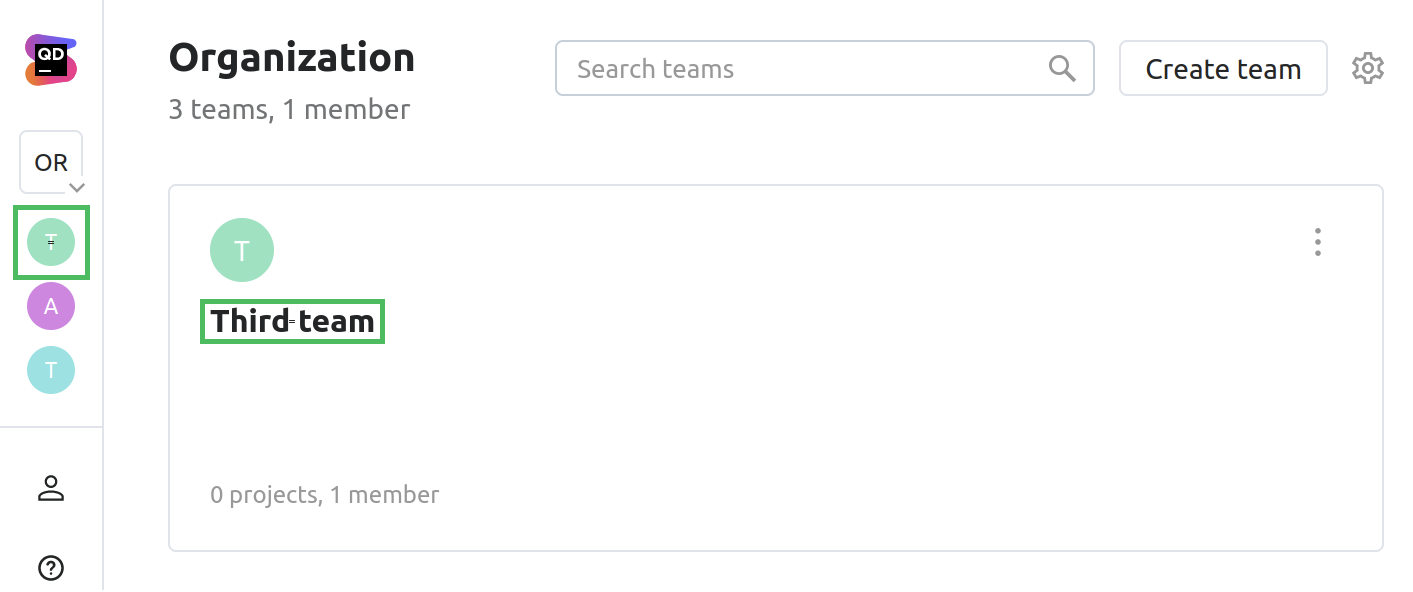 QD
Organization
Search teams
Create team
3 teams, 1 member
OR
T
A
T
T
Third team
0 projects, 1 member
?